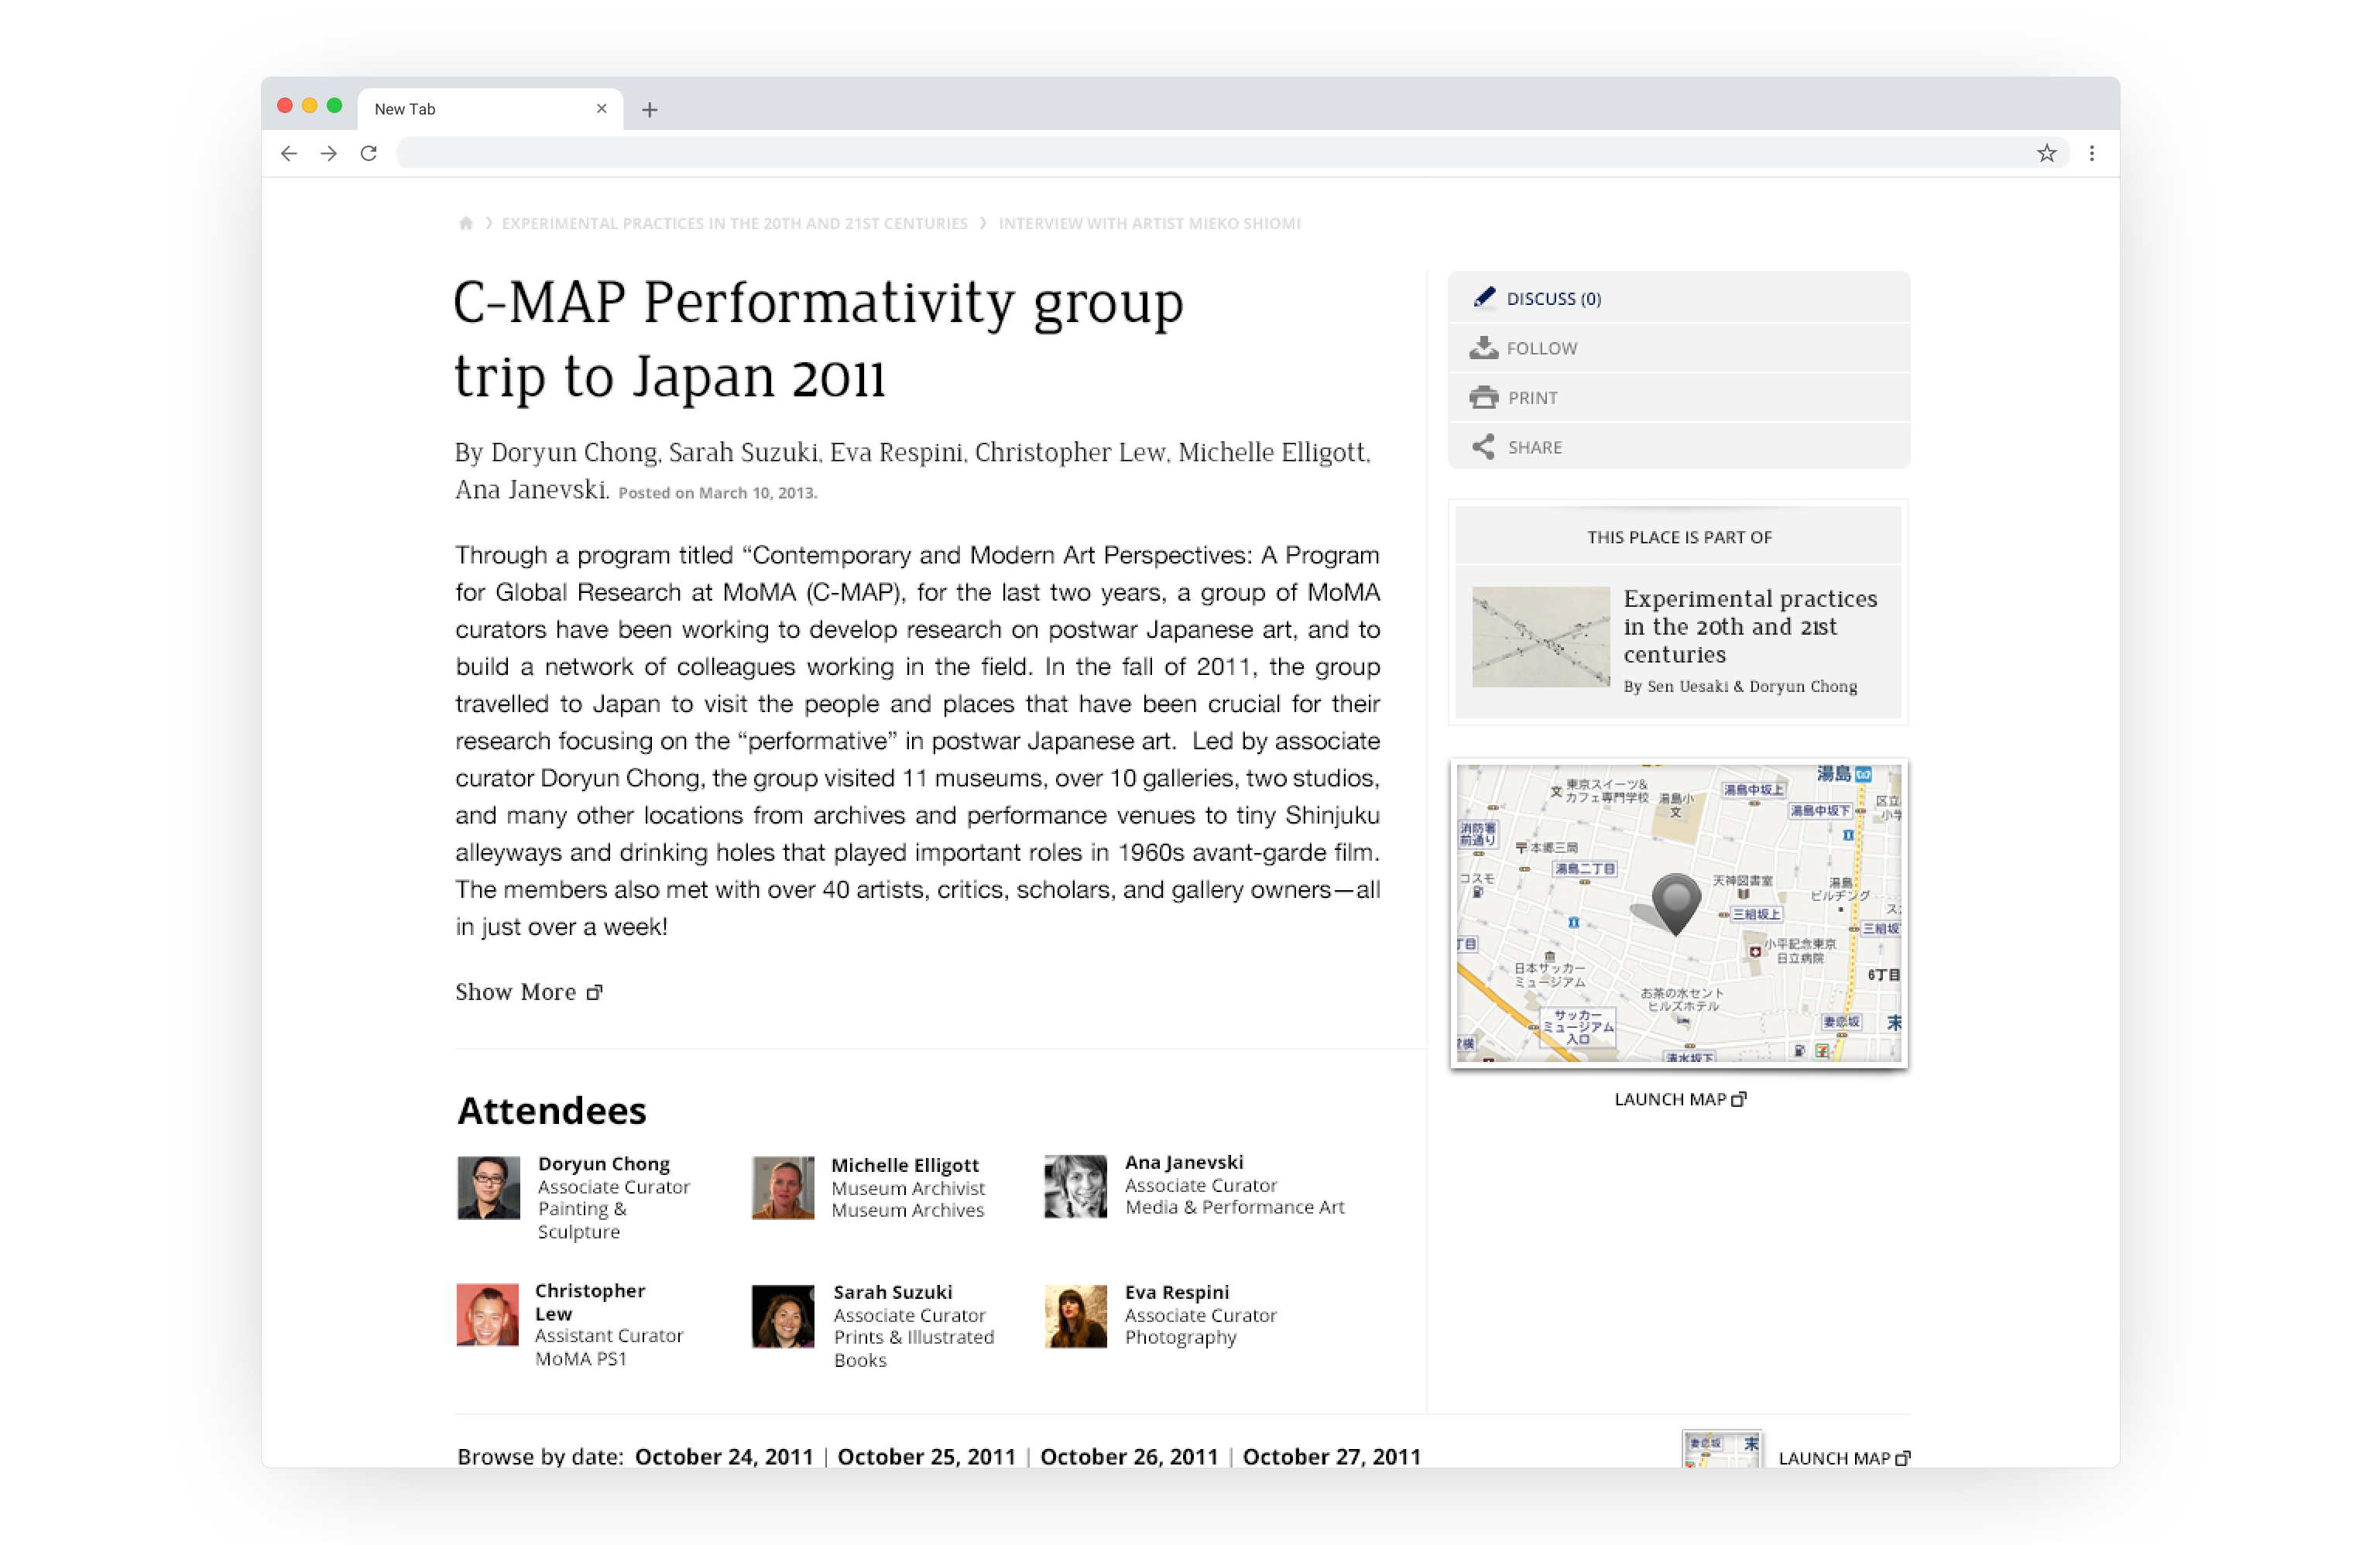 New Tab
EXPERIMENTAL PRACTICES IN THE 20TH AND 21ST CENTURIES
INTERVIEW WITH ARTIST MIEKO SHIOMI
C-MAP Performativity group
trip to Japan 2011
By Doryun Chong, Sarah Suzuki, Eva Respini, Christopher Lew, Michelle Elligott,
Ana Janevski. Posted on March 10, 2013.
Through a program titled “Contemporary and Modern Art Perspectives: A Program
for Global Research at MoMA (C-MAP), for the last two years, a group of MoMA
curators have been working to develop research on postwar Japanese art, and to
build a network of colleagues working in the field. In the fall of 2011, the group
travelled to Japan to visit the people and places that have been crucial for their
research focusing on the “performative” in postwar Japanese art. Led by associate
curator Doryun Chong, the group visited 11 museums, over 10 galleries, two studios,
and many other locations from archives and performance venues to tiny Shinjuku
alleyways and drinking holes that played important roles in 1960s avant-garde film.
The members also met with over 40 artists, critics, scholars, and gallery owners—all
in just over a week!
Show More
Attendees
Doryun Chong
Associate Curator
Painting &
Sculpture
Michelle Elligott
Museum Archivist
Museum Archives
Ana Janevski
Associate Curator
Media & Performance Art
Christopher
Lew
Assistant Curator
MoMA PS1
Sarah Suzuki
Associate Curator
Prints & Illustrated
Books
Eva Respini
Associate Curator
Photography
Browse by date: October 24, 2011 | October 25, 2011 | October 26, 2011 | October 27, 2011
DISCUSS (0)
FOLLOW
PRINT
SHARE
THIS PLACE IS PART OF
Experimental practices
in the 20th and 21st
centuries
By Sen Uesaki & Doryun Chong
湯島
東京スイーツ&
カフェ専門学校
湯島小
文
文
湯島中坂上
湯島中坂下
区立
小学
消防署
前通り
〒本郷三局
湯島二丁目
コスモ
天神図書室
湯島
ビルヂング
三組坂上
三組坂
丁目
小平記念東京
日立病院
日本サッカー
ミュージアム
6丁目
お茶の水セント
ヒルズホテル
サッカー
ミュージアム
入口
妻恋坂
末
清水坂下
LAUNCH MAP
妻恋坂
末
LAUNCH MAP